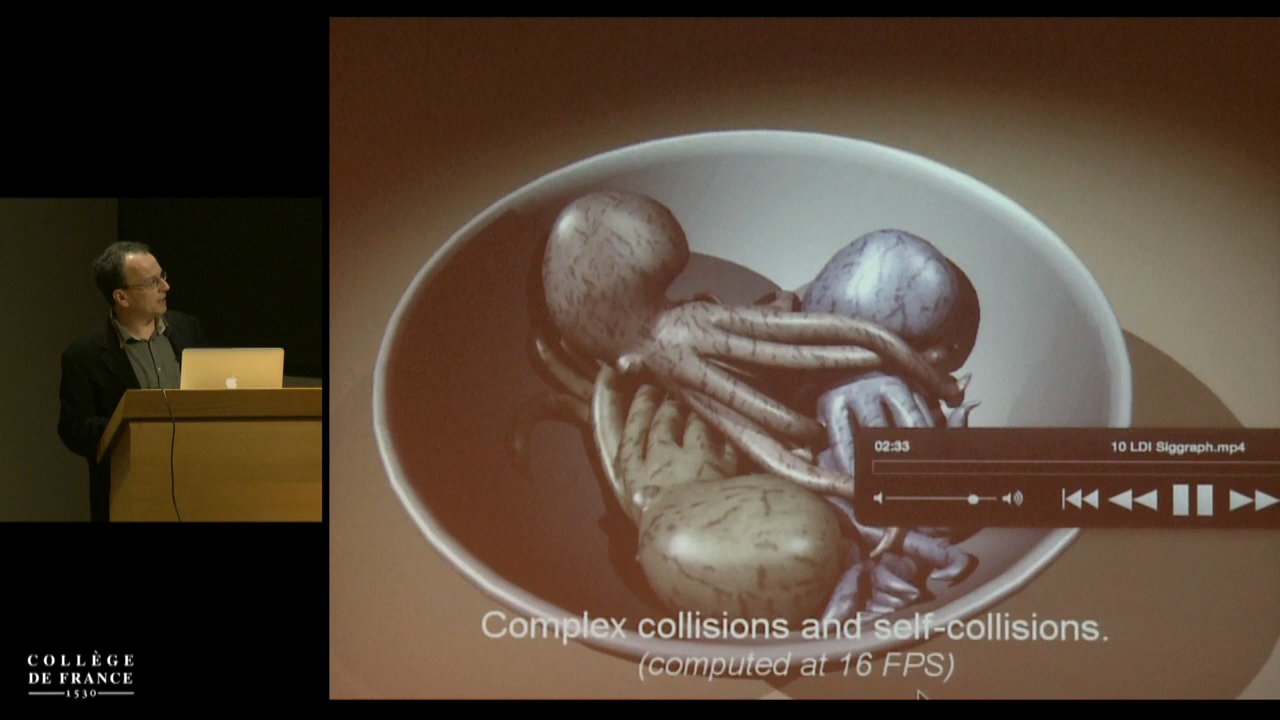 02:33
10 LDI Siggraph.mp4
Complex collisions and self-collisions.
(computed at 16 FPS)
COLLÈGE
DE FRANCE
1530